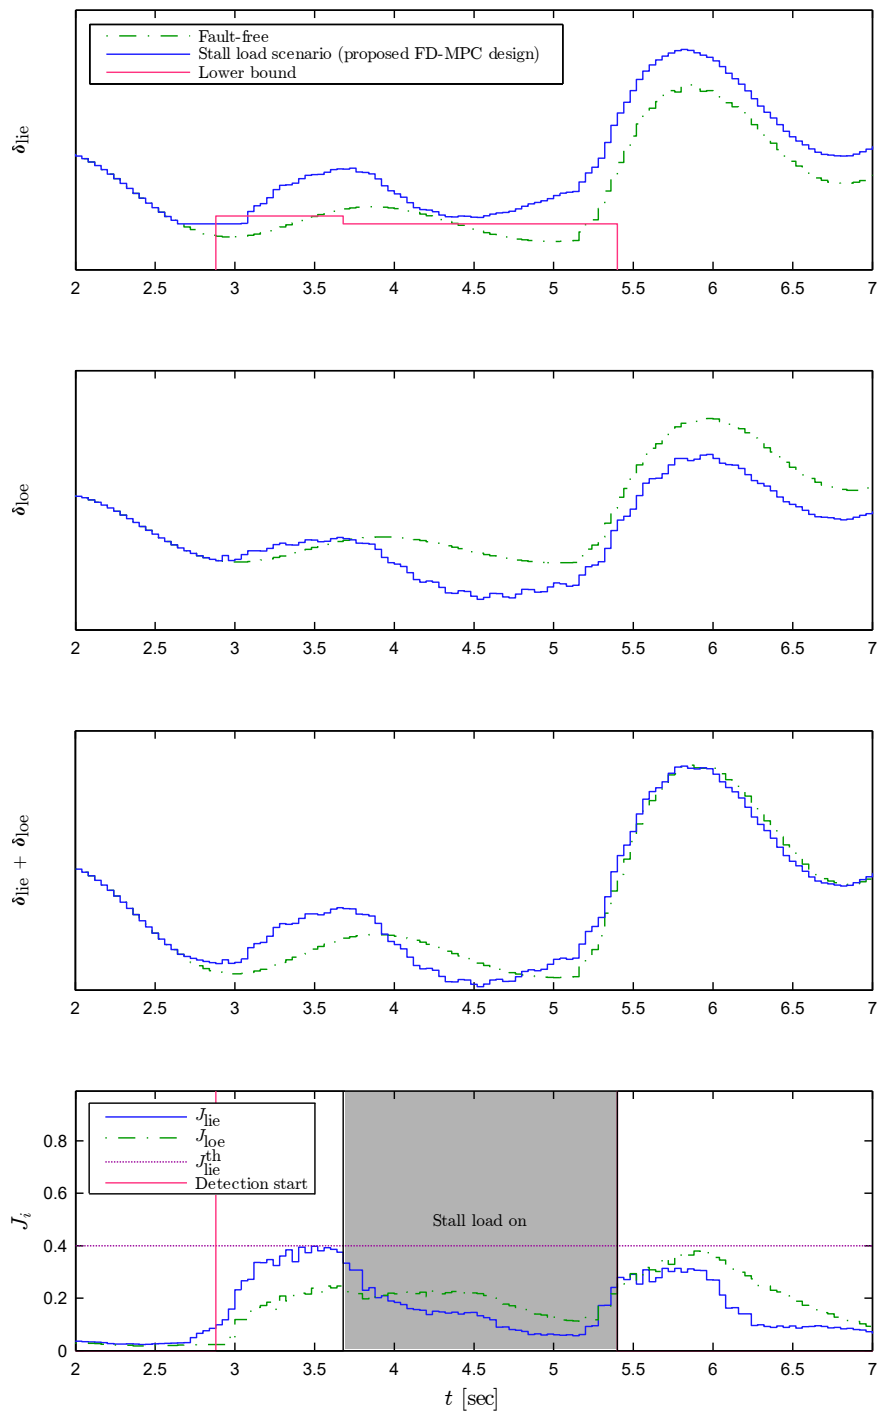 Fault-free
Stall load scenario (proposed FD-MPC design)
Lower bound
δlie
2 2.5 3 3.5 4 4.5 5 5.5 6 6.5 7
δloe
2 2.5 3 3.5 4 4.5 5 5.5 6 6.5 7
δlie + δloe
2 2.5 3 3.5 4 4.5 5 5.5 6 6.5 7
Jlie
Jloe
Jthlie
Detection start
Stall load on
Ji
0.8
0.6
0.4
0.2
0
2 2.5 3 3.5 4 4.5 5 5.5 6 6.5 7
t [sec]